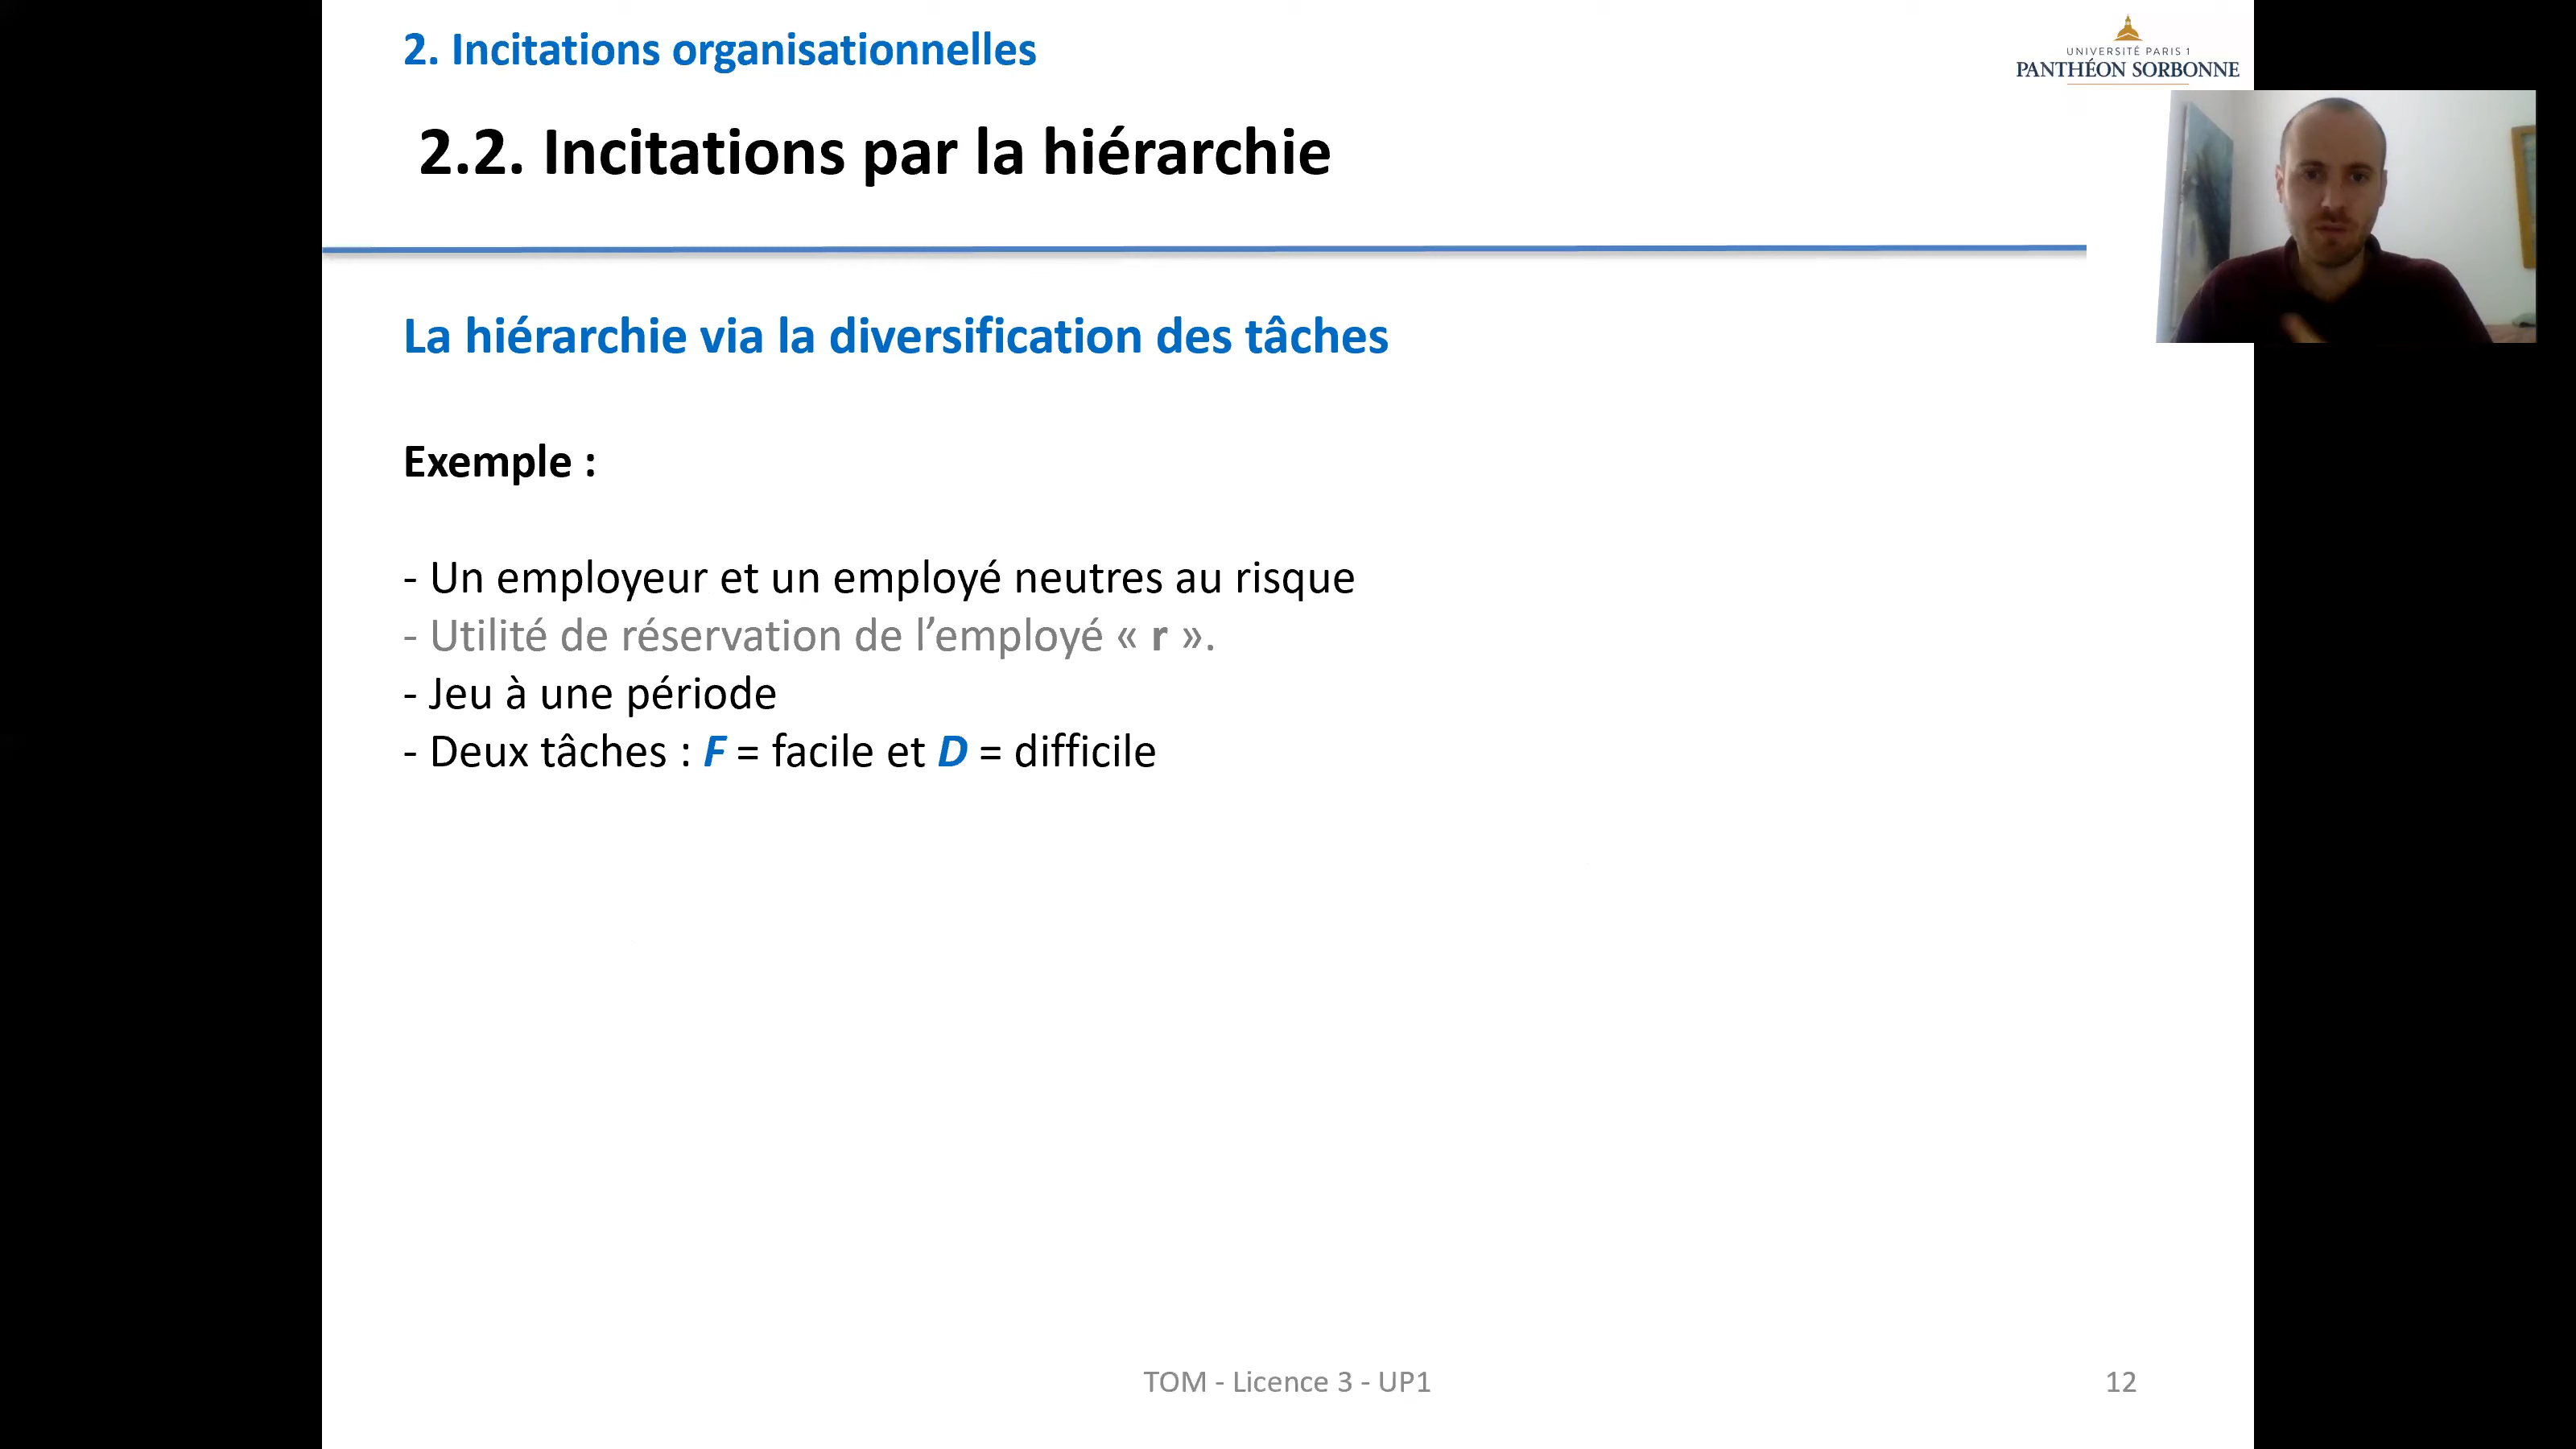 2. Incitations organisationnelles
UNIVERSITÉ PARIS 1
PANTHÉON SORBONNE
2.2. Incitations par la hiérarchie
La hiérarchie via la diversification des tâches
Exemple :
- Un employeur et un employé neutres au risque
- Utilité de réservation de l’employé « r ».
- Jeu à une période
- Deux tâches : F = facile et D = difficile
TOM - Licence 3 - UP1
12